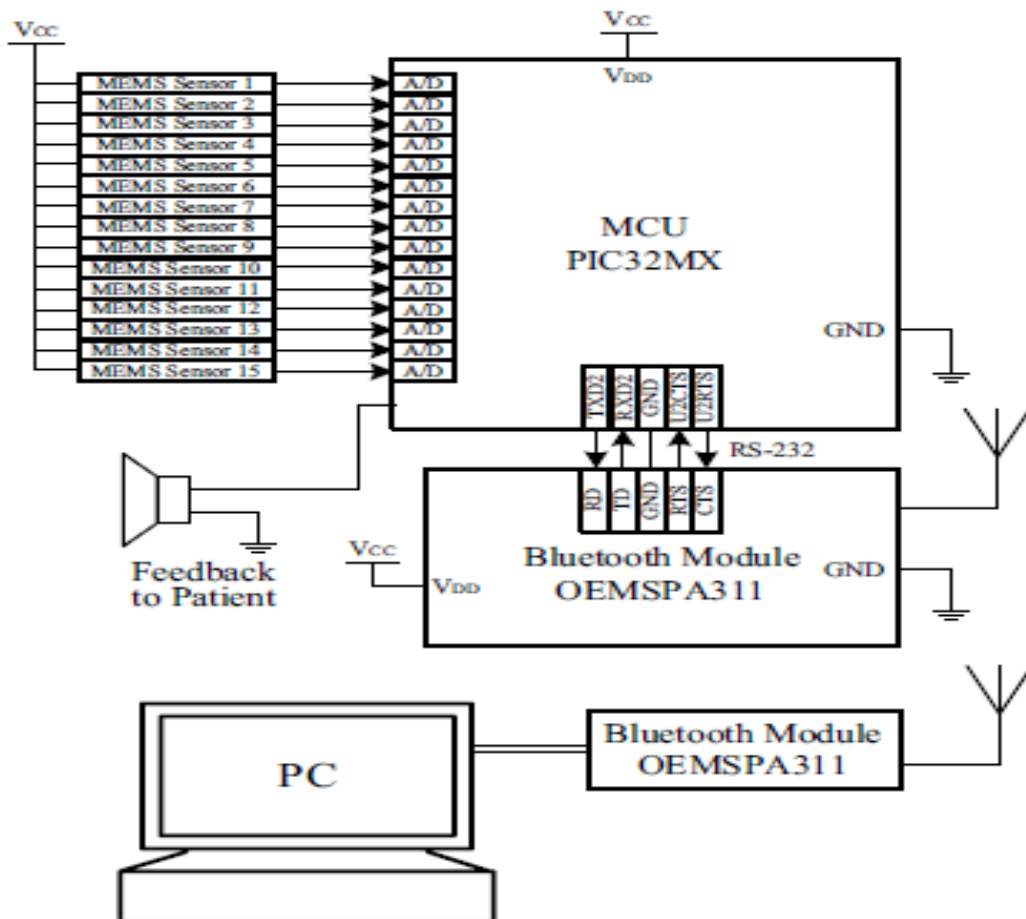 Vcc
Vcc
VDD
MEMS Sensor 1 A/D
MEMS Sensor 2 A/D
MEMS Sensor 3 A/D
MEMS Sensor 4 A/D
MEMS Sensor 5 A/D
MEMS Sensor 6 A/D
MEMS Sensor 7 A/D
MEMS Sensor 8 A/D
MEMS Sensor 9 A/D
MEMS Sensor 10 A/D
MEMS Sensor 11 A/D
MEMS Sensor 12 A/D
MEMS Sensor 13 A/D
MEMS Sensor 14 A/D
MEMS Sensor 15 A/D
MCU
PIC32MX
GND
TXD2
RXD2
GND
U2CTS
U2RTS
RS-232
RD
TD
GND
RTS
CTS
Feedback
to Patient
Vcc
VDD
Bluetooth Module
OEMSPA311
GND
PC
Bluetooth Module
OEMSPA311